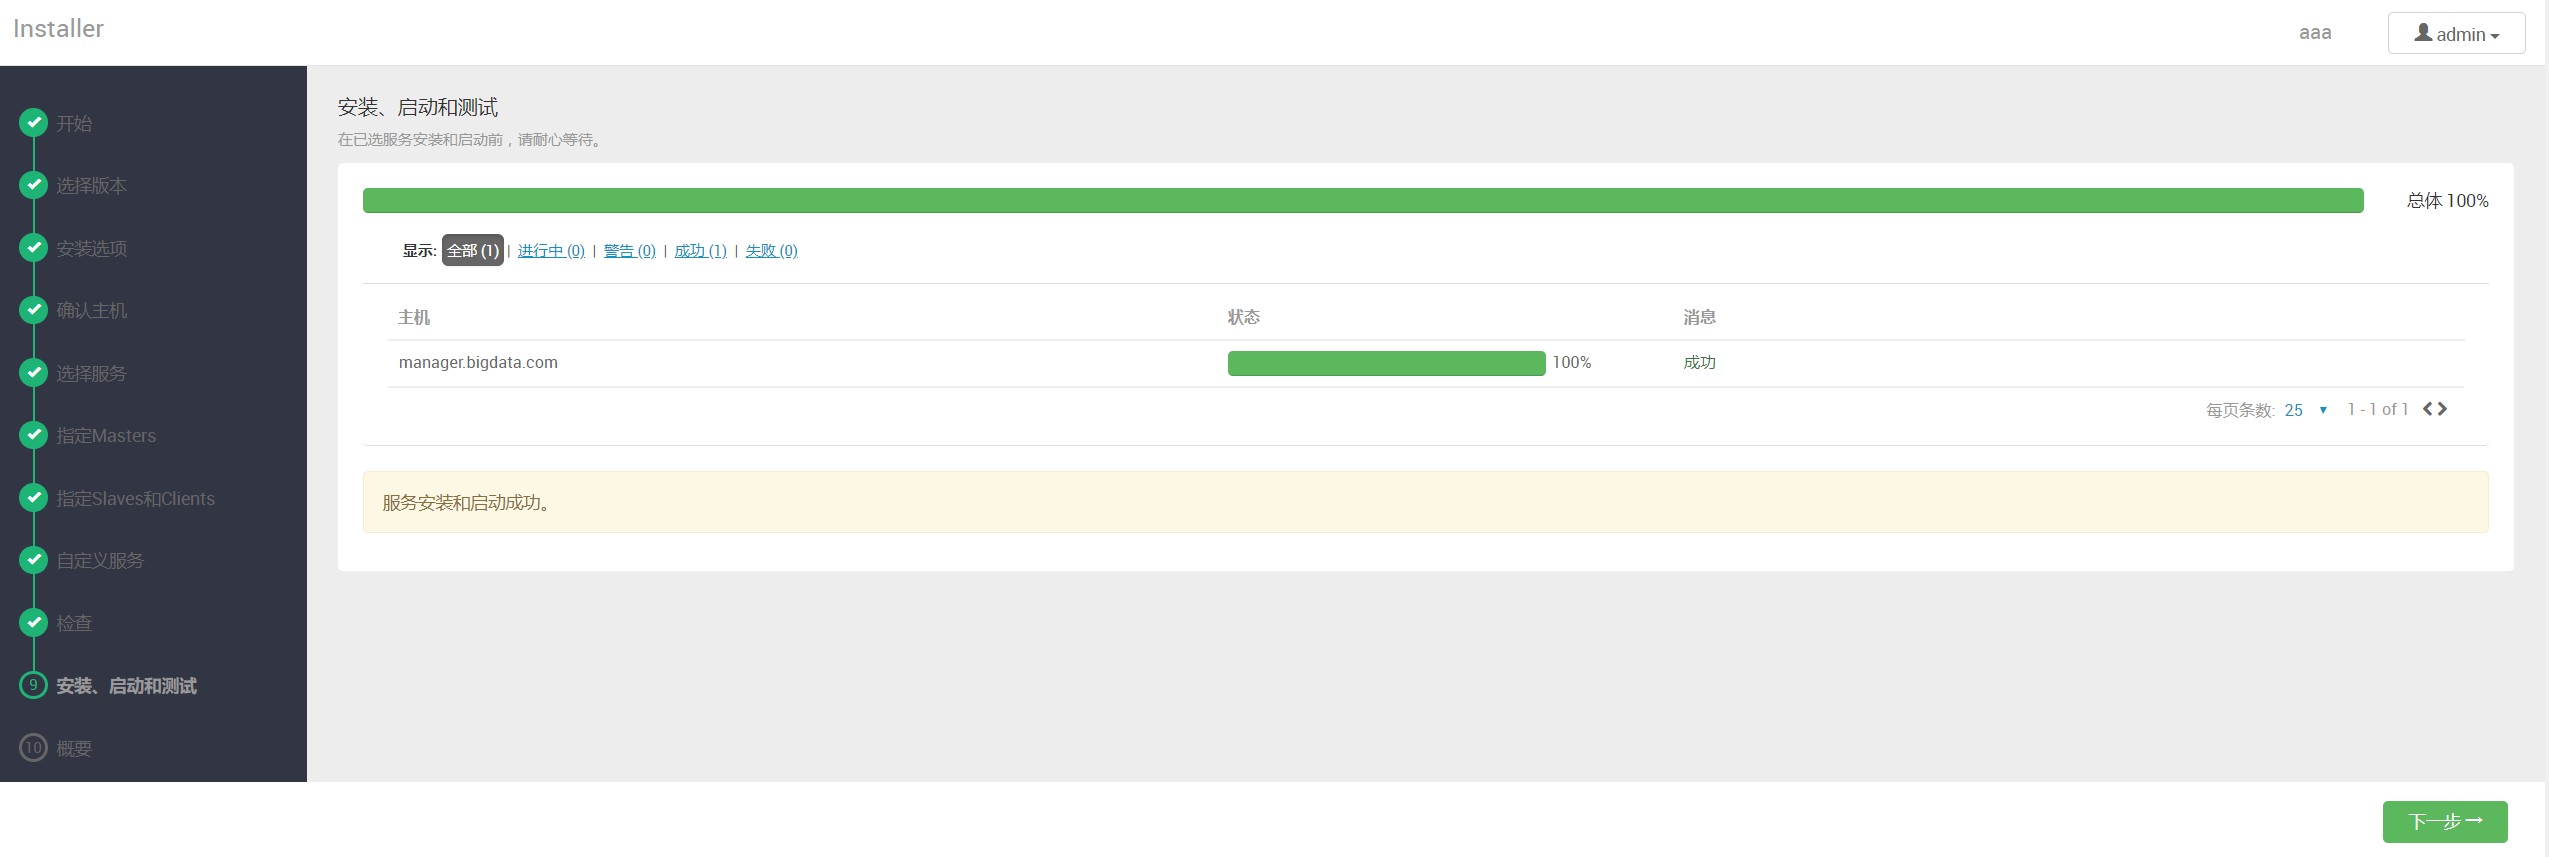 Installer
aaa
admin
开始
选择版本
安装选项
确认主机
选择服务
指定Masters
指定Slaves和Clients
自定义服务
检查
9 安装、启动和测试
10 概要
安装、启动和测试
在已选服务安装和启动前，请耐心等待。
总体 100%
显示: 全部 (1) | 进行中 (0) | 警告 (0) | 成功 (1) | 失败 (0)
主机 状态 消息
manager.bigdata.com 100% 成功
每页条数: 25 1 - 1 of 1
服务安装和启动成功。
下一步→